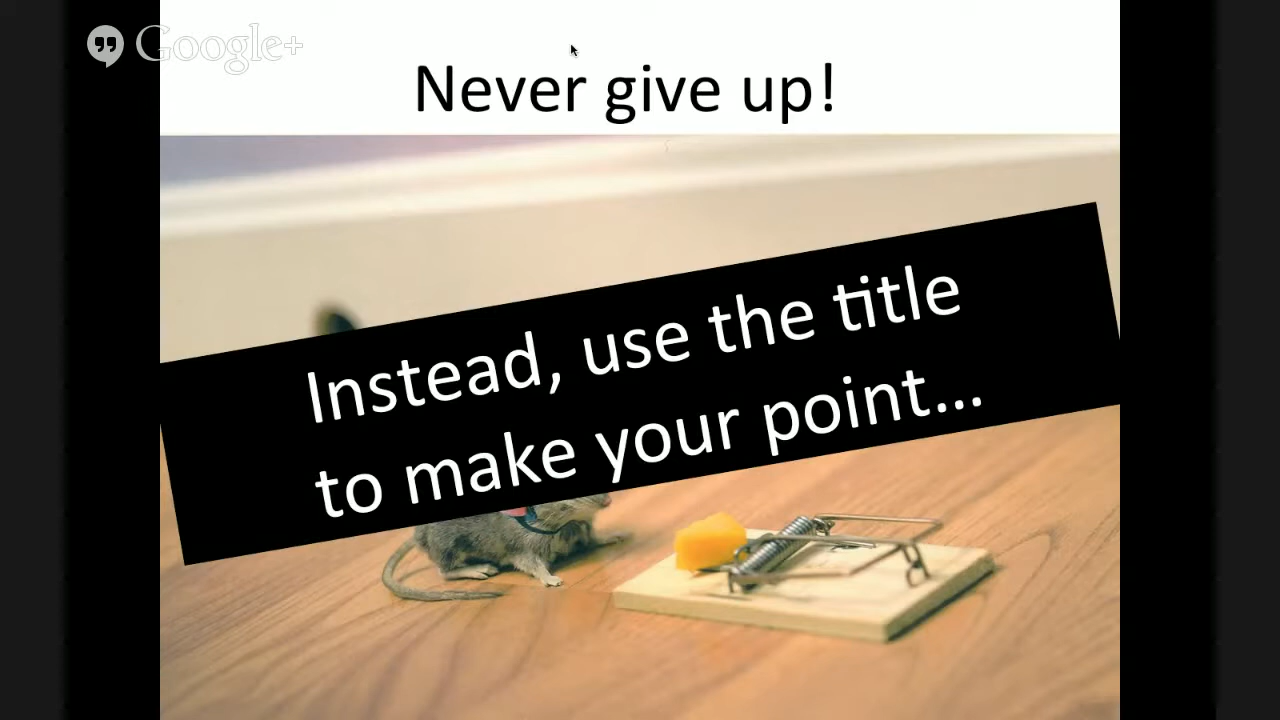 Google+
Never give up!
Instead, use the title
to make your point...